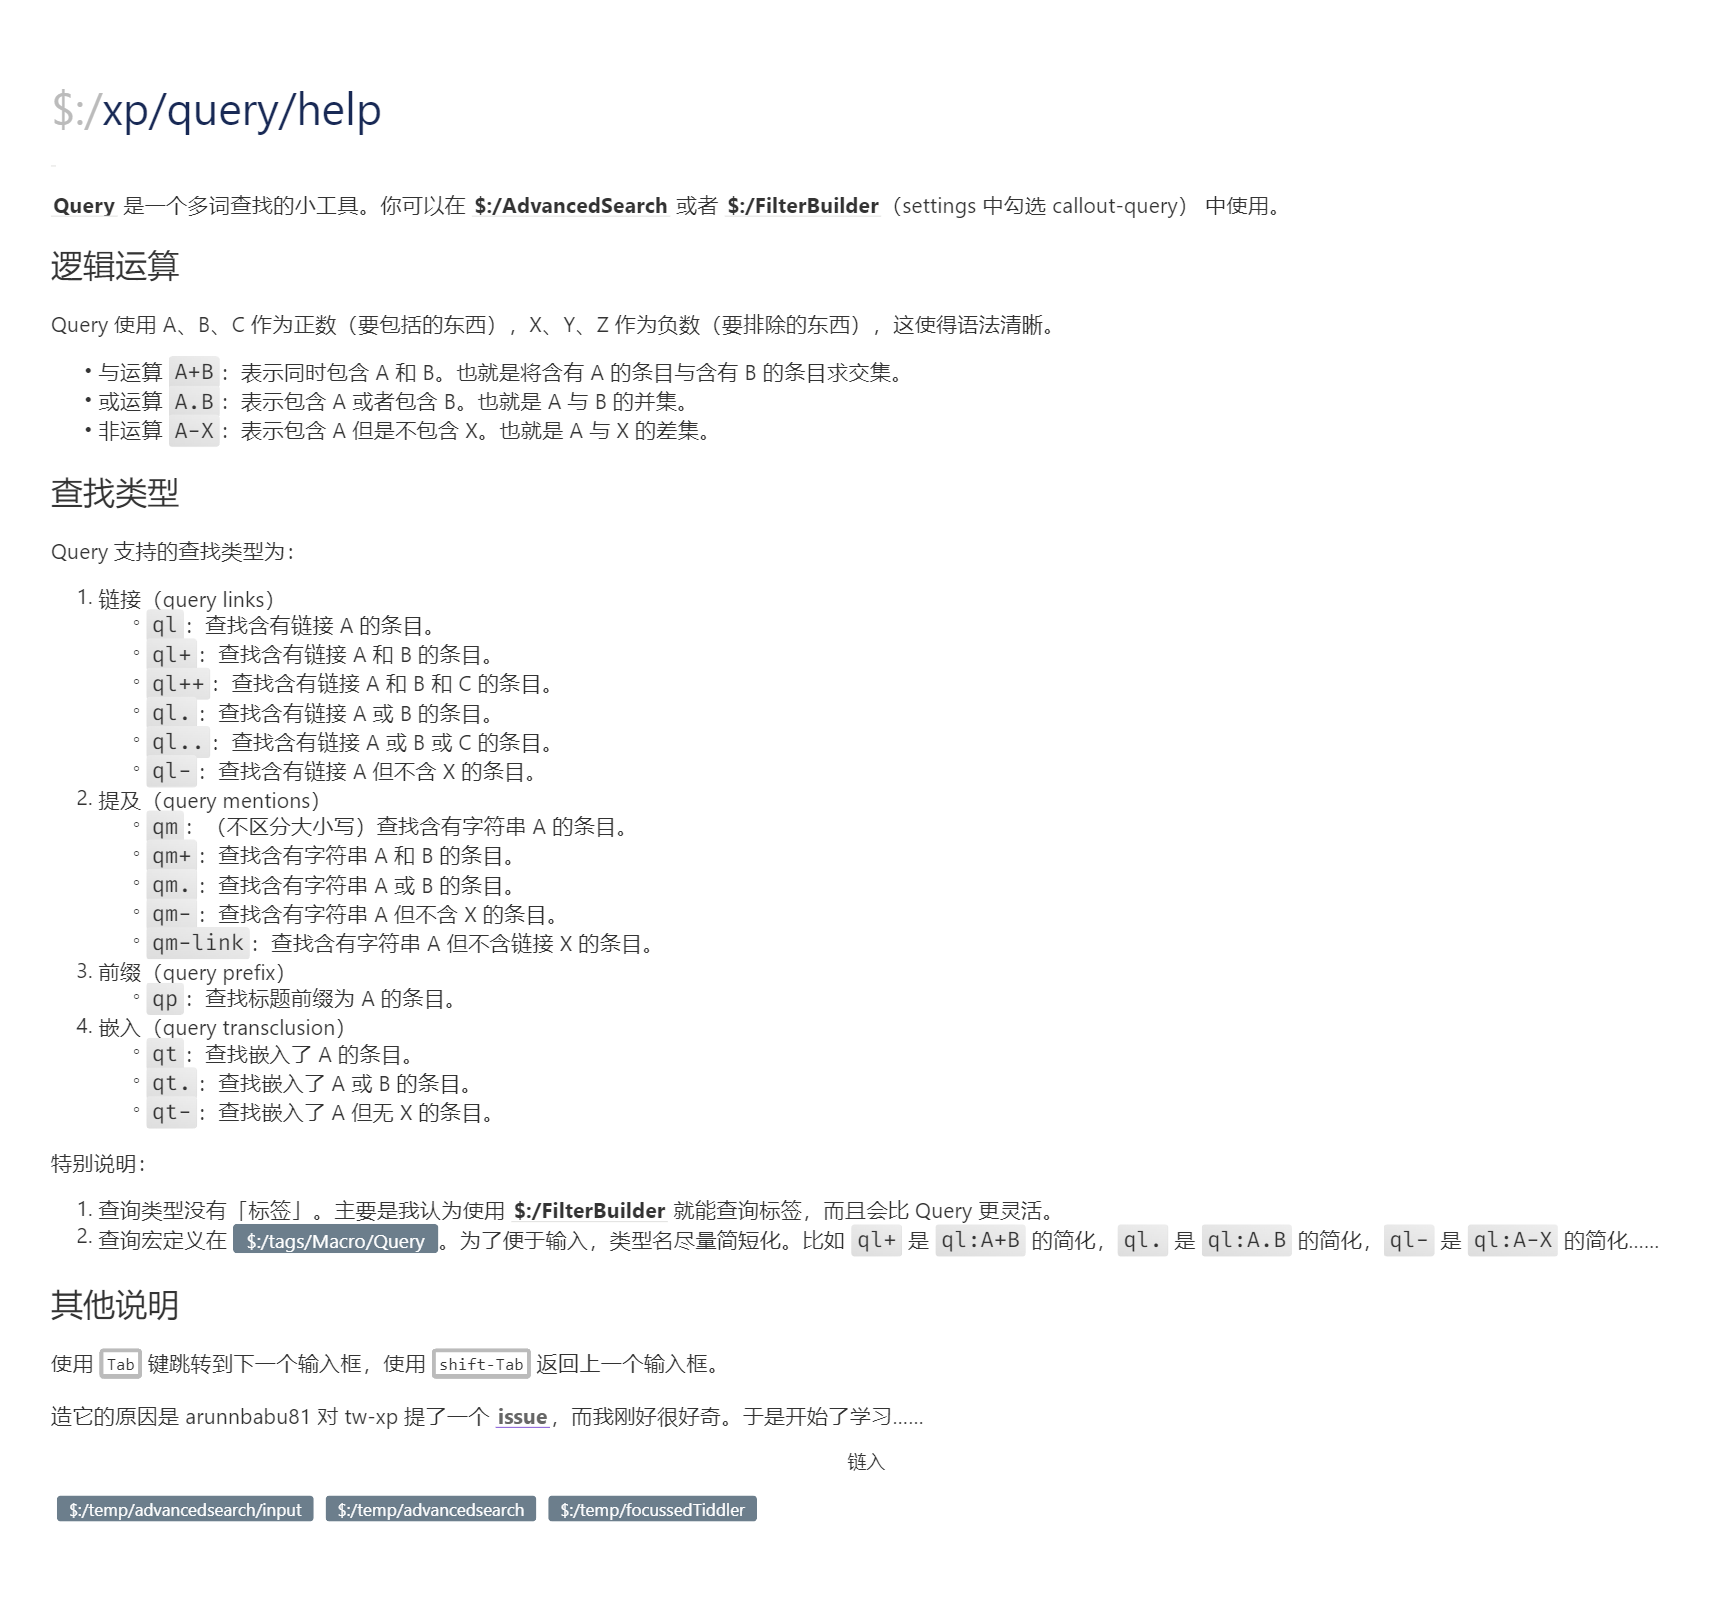 $:/xp/query/help
Query 是一个多词查找的小工具。你可以在 $:/AdvancedSearch 或者 $:/FilterBuilder（settings 中勾选 callout-query） 中使用。
逻辑运算
Query 使用 A、B、C 作为正数（要包括的东西），X、Y、Z 作为负数（要排除的东西），这使得语法清晰。
• 与运算 A+B：表示同时包含 A 和 B。也就是将含有 A 的条目与含有 B 的条目求交集。
• 或运算 A.B：表示包含 A 或者包含 B。也就是 A 与 B 的并集。
• 非运算 A-X：表示包含 A 但是不包含 X。也就是 A 与 X 的差集。
查找类型
Query 支持的查找类型为：
1. 链接（query links）
◦ ql：查找含有链接 A 的条目。
◦ ql+：查找含有链接 A 和 B 的条目。
◦ ql++：查找含有链接 A 和 B 和 C 的条目。
◦ ql.：查找含有链接 A 或 B 的条目。
◦ ql..：查找含有链接 A 或 B 或 C 的条目。
◦ ql-：查找含有链接 A 但不含 X 的条目。
2. 提及（query mentions）
◦ qm：（不区分大小写）查找含有字符串 A 的条目。
◦ qm+：查找含有字符串 A 和 B 的条目。
◦ qm.：查找含有字符串 A 或 B 的条目。
◦ qm-：查找含有字符串 A 但不含 X 的条目。
◦ qm-link：查找含有字符串 A 但不含链接 X 的条目。
3. 前缀（query prefix）
◦ qp：查找标题前缀为 A 的条目。
4. 嵌入（query transclusion）
◦ qt：查找嵌入了 A 的条目。
◦ qt.：查找嵌入了 A 或 B 的条目。
◦ qt-：查找嵌入了 A 但无 X 的条目。
特别说明：
1. 查询类型没有「标签」。主要是我认为使用 $:/FilterBuilder 就能查询标签，而且会比 Query 更灵活。
2. 查询宏定义在 $:/tags/Macro/Query。为了便于输入，类型名尽量简短化。比如 ql+ 是 ql:A+B 的简化，ql. 是 ql:A.B 的简化，ql- 是 ql:A-X 的简化……
其他说明
使用 Tab 键跳转到下一个输入框，使用 shift-Tab 返回上一个输入框。
造它的原因是 arunnbabu81 对 tw-xp 提了一个 issue，而我刚好很好奇。于是开始了学习……
链入
$:/temp/advancedsearch/input $:/temp/advancedsearch $:/temp/focussedTiddler